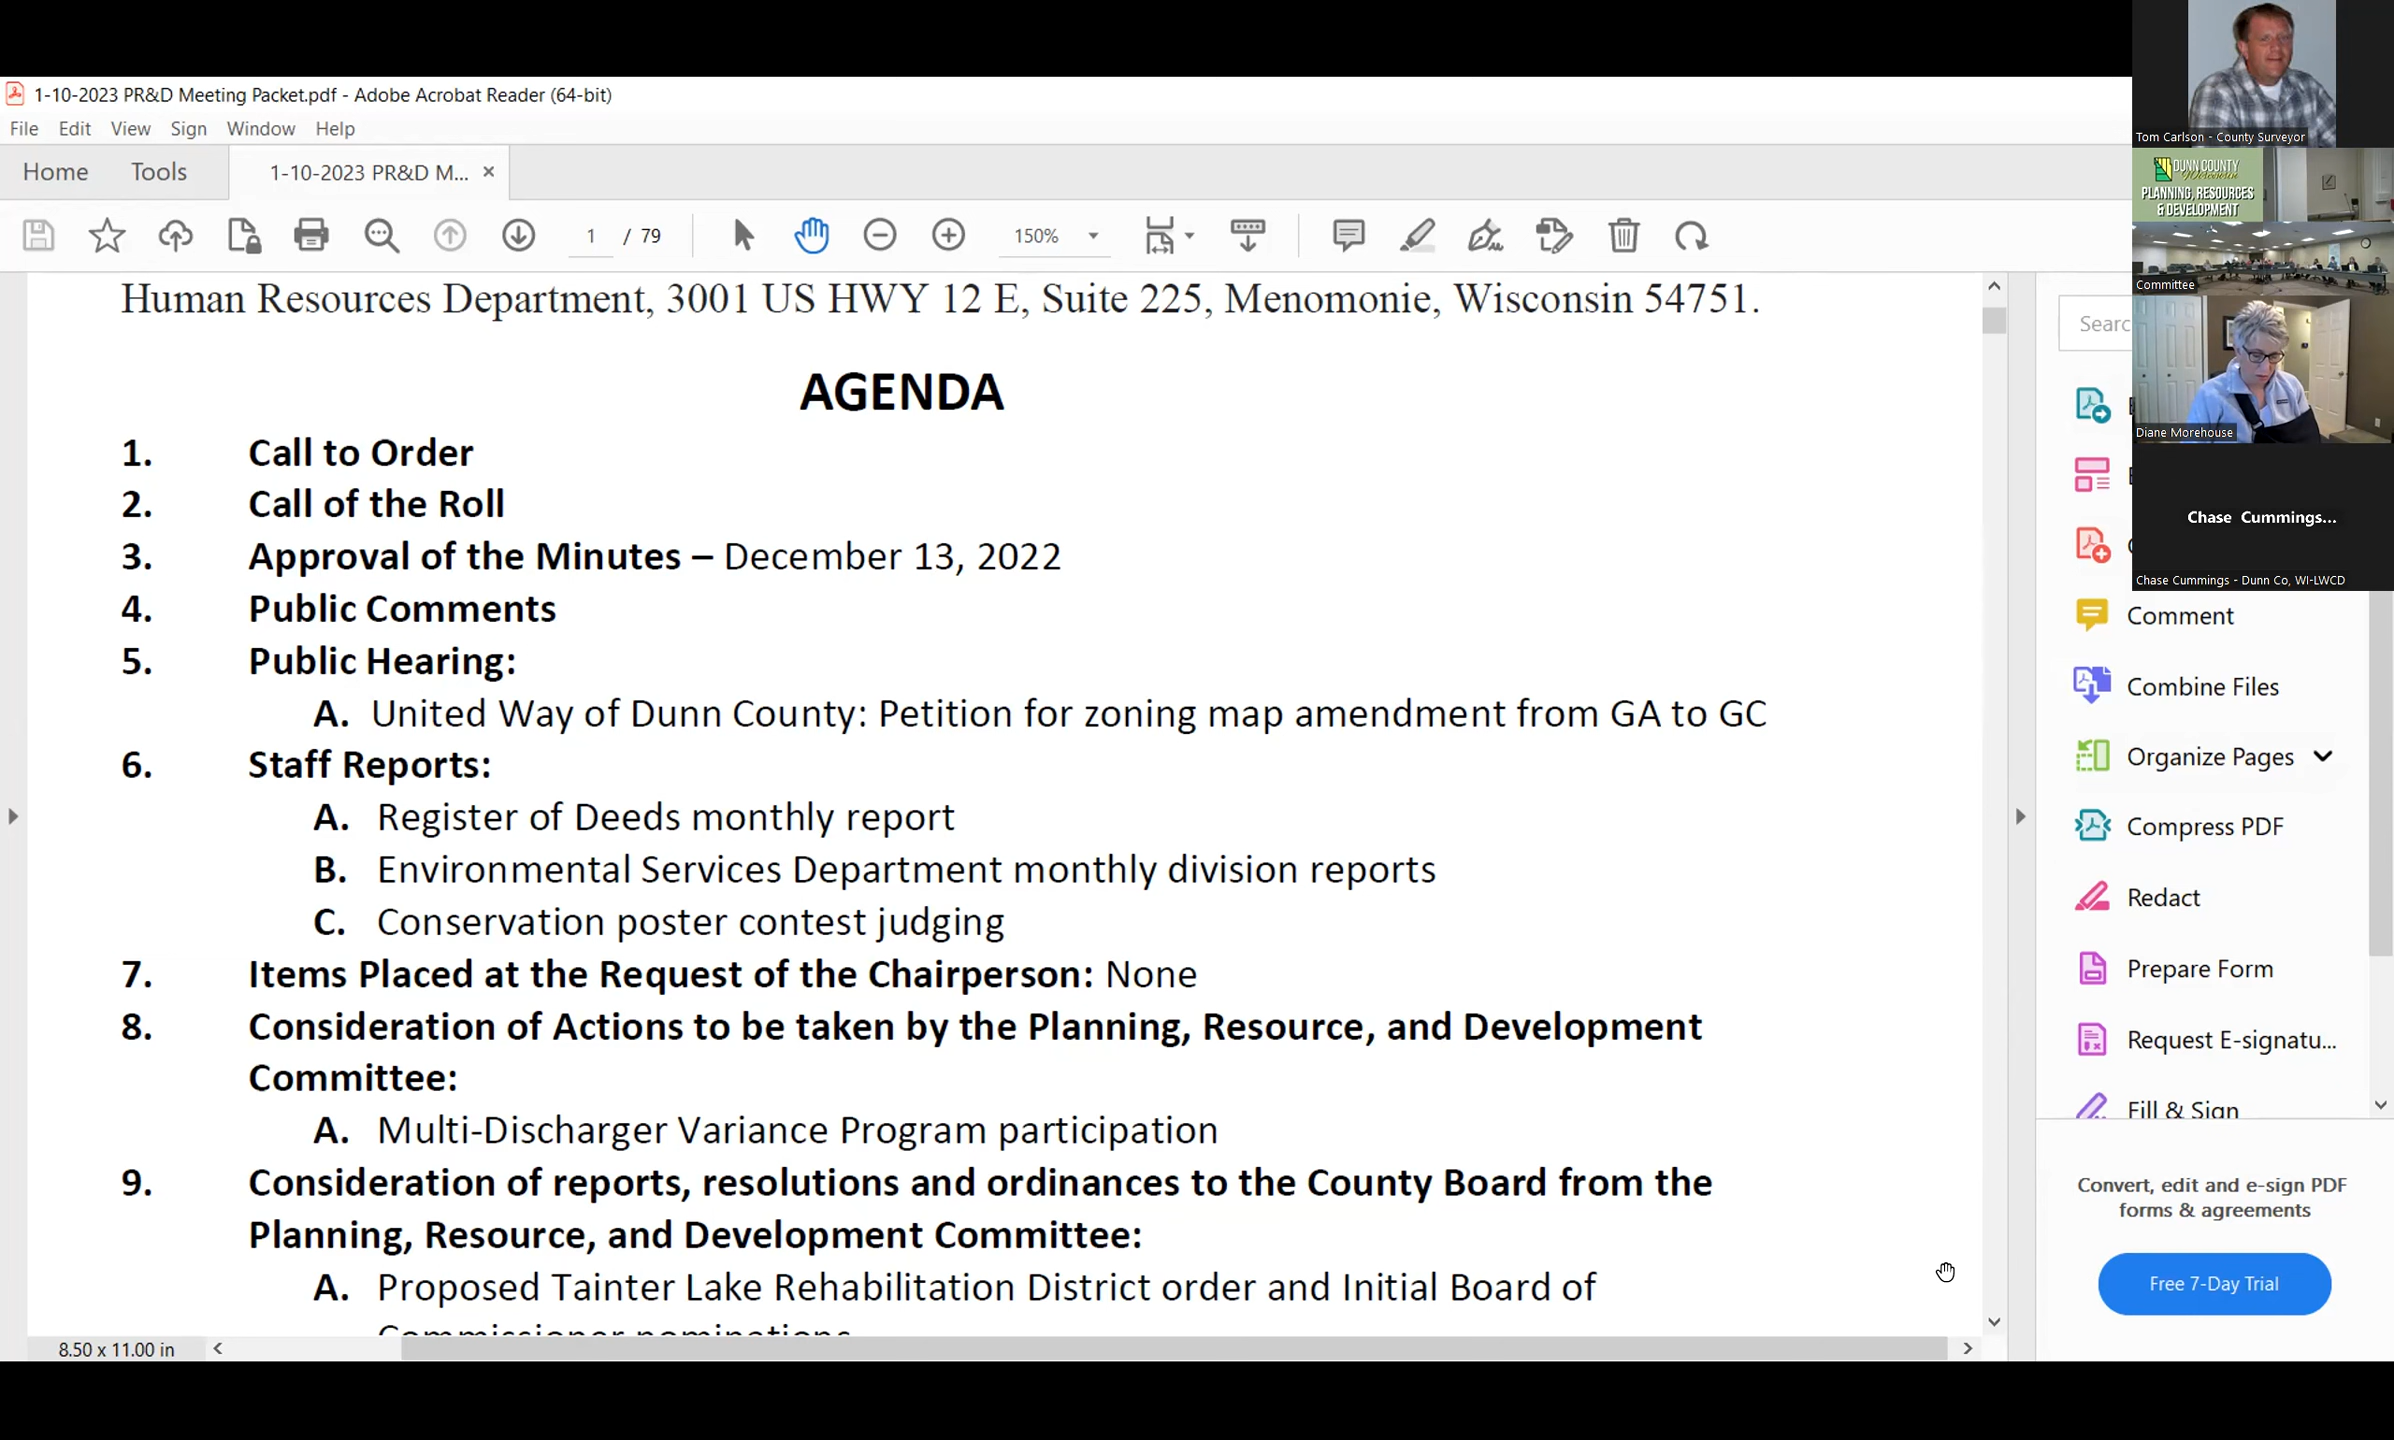 1-10-2023 PR&D Meeting Packet.pdf - Adobe Acrobat Reader (64-bit)
File Edit View Sign Window Help
Home Tools 1-10-2023 PR&D M... ×
1 / 79 150%
Human Resources Department, 3001 US HWY 12 E, Suite 225, Menomonie, Wisconsin 54751.
AGENDA
1. Call to Order
2. Call of the Roll
3. Approval of the Minutes – December 13, 2022
4. Public Comments
5. Public Hearing:
A. United Way of Dunn County: Petition for zoning map amendment from GA to GC
6. Staff Reports:
A. Register of Deeds monthly report
B. Environmental Services Department monthly division reports
C. Conservation poster contest judging
7. Items Placed at the Request of the Chairperson: None
8. Consideration of Actions to be taken by the Planning, Resource, and Development
Committee:
A. Multi-Discharger Variance Program participation
9. Consideration of reports, resolutions and ordinances to the County Board from the
Planning, Resource, and Development Committee:
A. Proposed Tainter Lake Rehabilitation District order and Initial Board of
Commissioner nominations
8.50 x 11.00 in
Tom Carlson - County Surveyor
DUNN COUNTY
Wisconsin
PLANNING, RESOURCES
& DEVELOPMENT
Committee
Diane Morehouse
Chase Cummings...
Chase Cummings - Dunn Co, WI-LWCD
Searc
Comment
Combine Files
Organize Pages
Compress PDF
Redact
Prepare Form
Request E-signatu...
Fill & Sign
Convert, edit and e-sign PDF
forms & agreements
Free 7-Day Trial